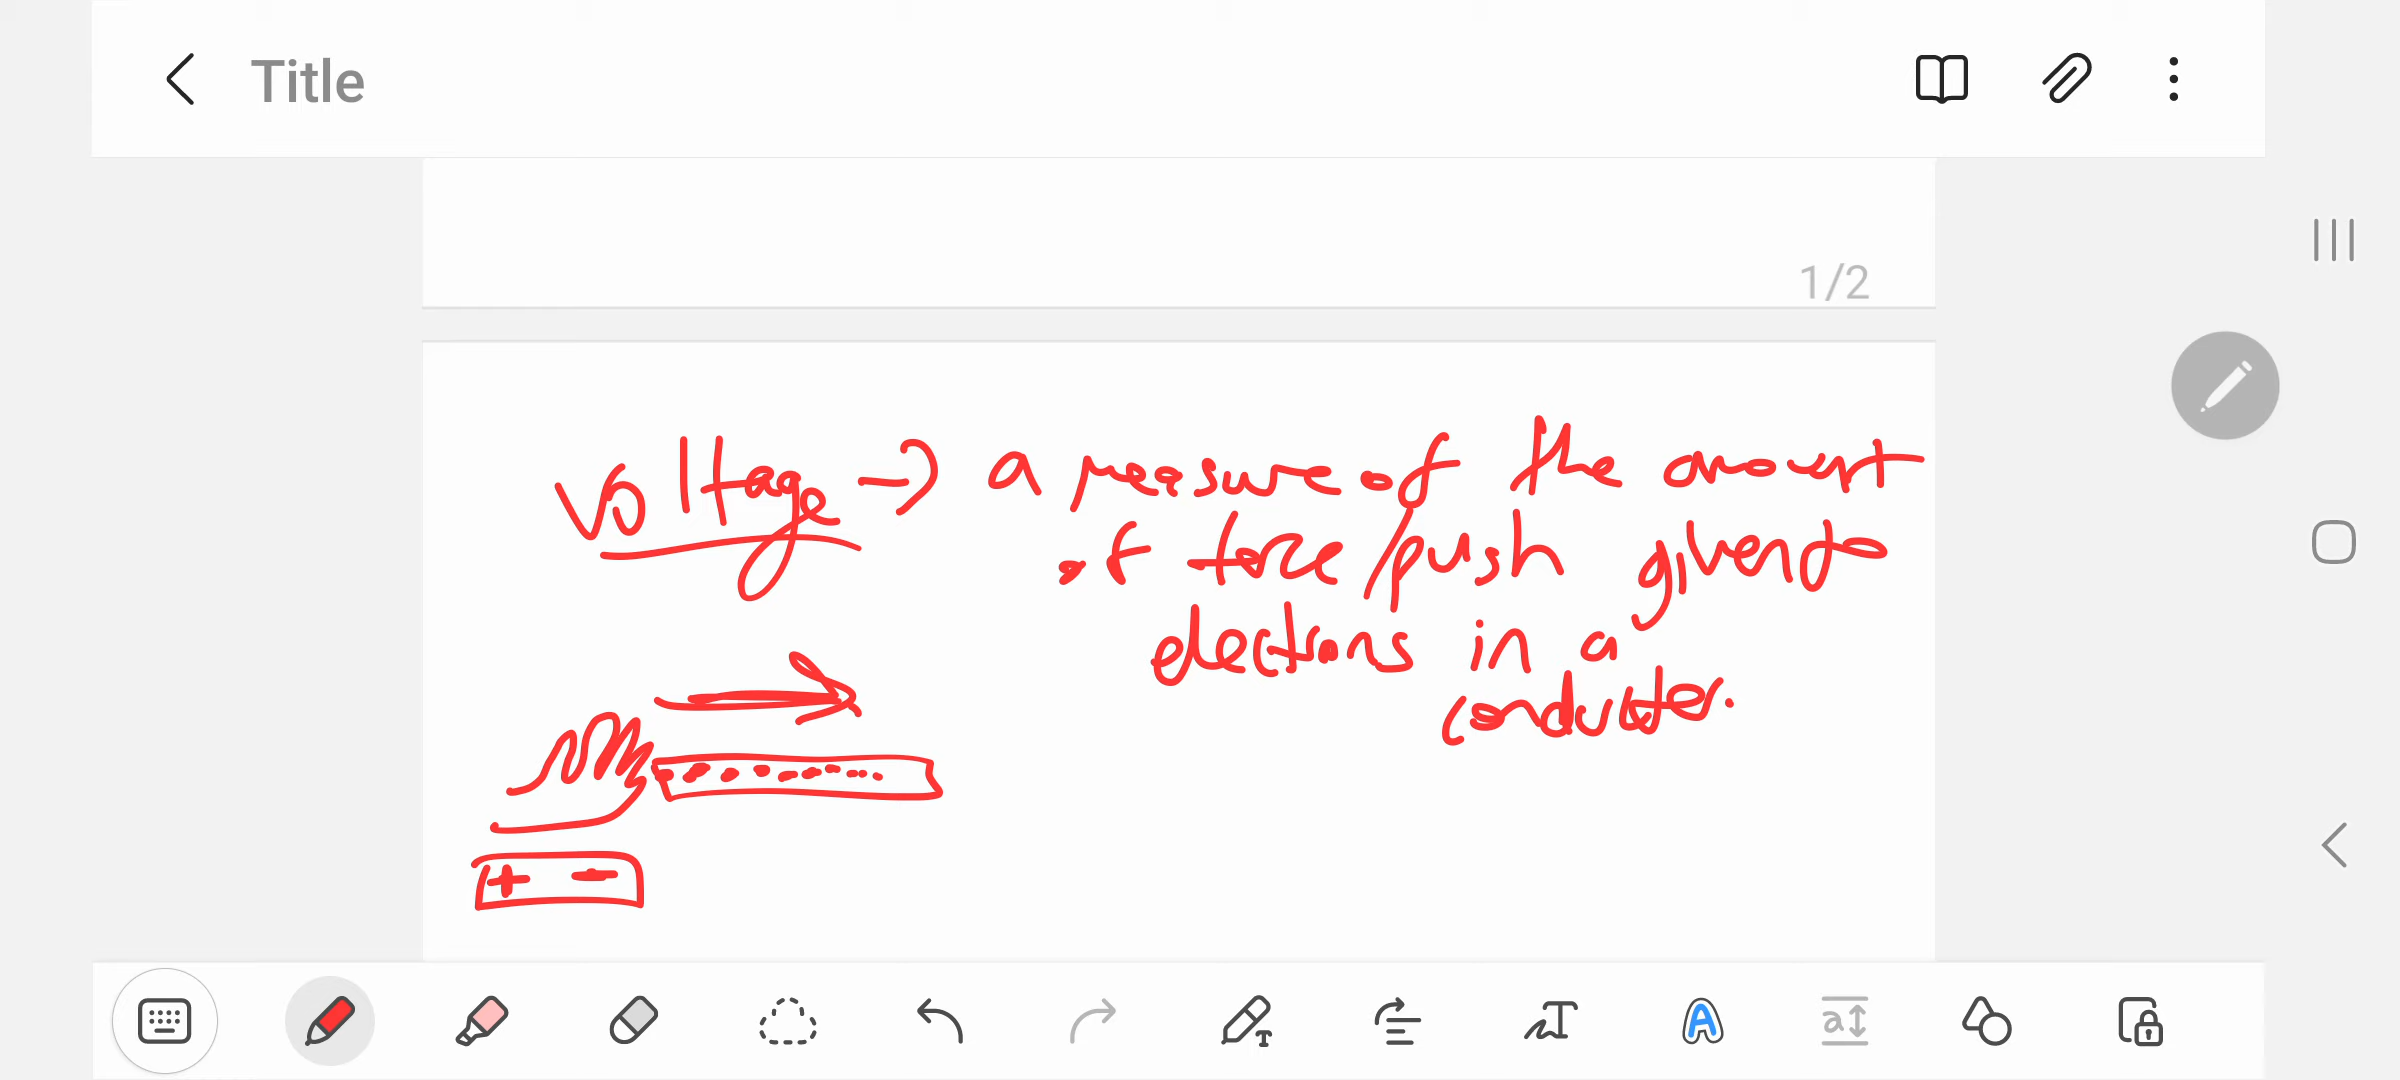 Title
1/2
Voltage → a measure of the amount
of force/push given to
electrons in a
conductor.
+ -